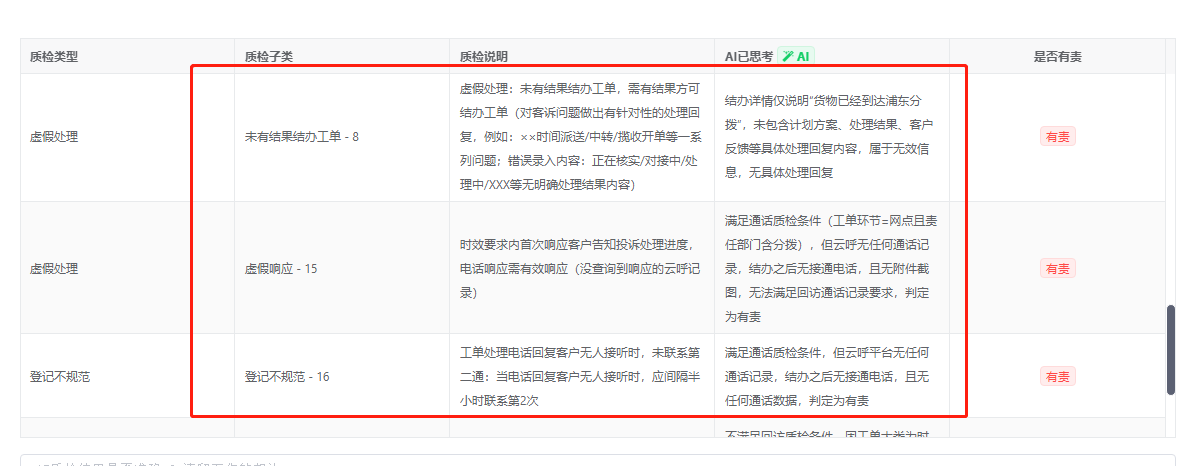 质检类型 质检子类 质检说明 AI已思考 AI 是否有责
虚假处理
未有结果结办工单 - 8
虚假处理：未有结果结办工单，需有结果方可
结办工单（对客诉问题做出有针对性的处理回
复，例如：××时间派送/中转/揽收开单等一系
列问题；错误录入内容：正在核实/对接中/处
理中/XXX等无明确处理结果内容）
结办详情仅说明“货物已经到达浦东分
拨”，未包含计划方案、处理结果、客户
反馈等具体处理回复内容，属于无效信
息，无具体处理回复
有责
虚假处理
虚假响应 - 15
时效要求内首次响应客户告知投诉处理进度，
电话响应需有效响应（没查询到响应的云呼记
录）
满足通话质检条件（工单环节=网点且责
任部门含分拨），但云呼无任何通话记
录，结办之后无接通电话，且无附件截
图，无法满足回访通话记录要求，判定
为有责
有责
登记不规范
登记不规范 - 16
工单处理电话回复客户无人接听时，未联系第
二通：当电话回复客户无人接听时，应间隔半
小时联系第2次
满足通话质检条件，但云呼平台无任何
通话记录，结办之后无接通电话，且无
任何通话数据，判定为有责
有责
不满足回访质检条件，因工单大类为时